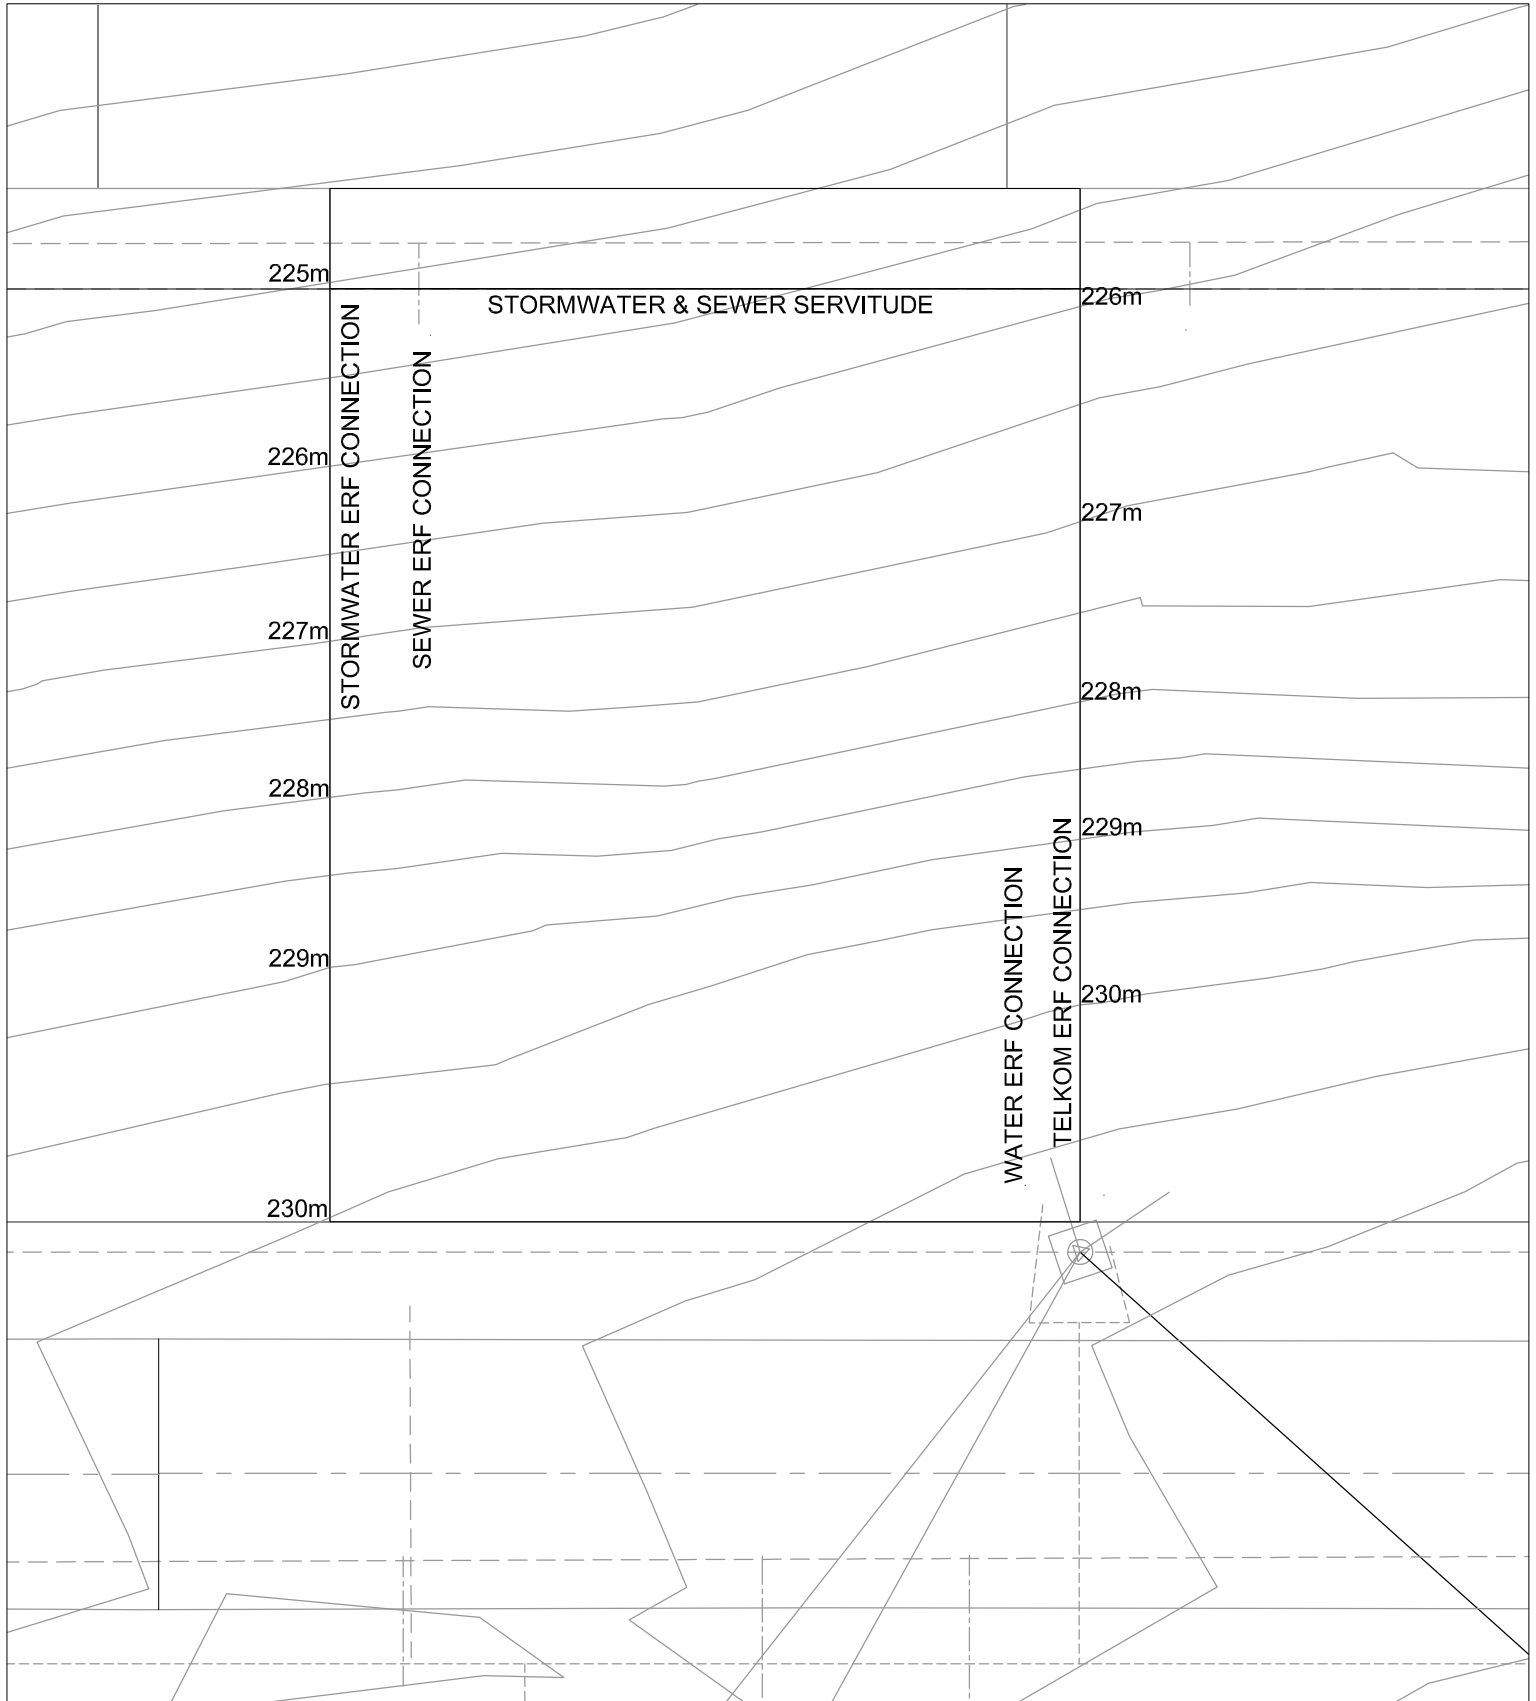 225m
226m
STORMWATER & SEWER SERVITUDE
STORMWATER ERF CONNECTION
SEWER ERF CONNECTION
226m
227m
227m
228m
228m
229m
WATER ERF CONNECTION
TELKOM ERF CONNECTION
229m
230m
230m